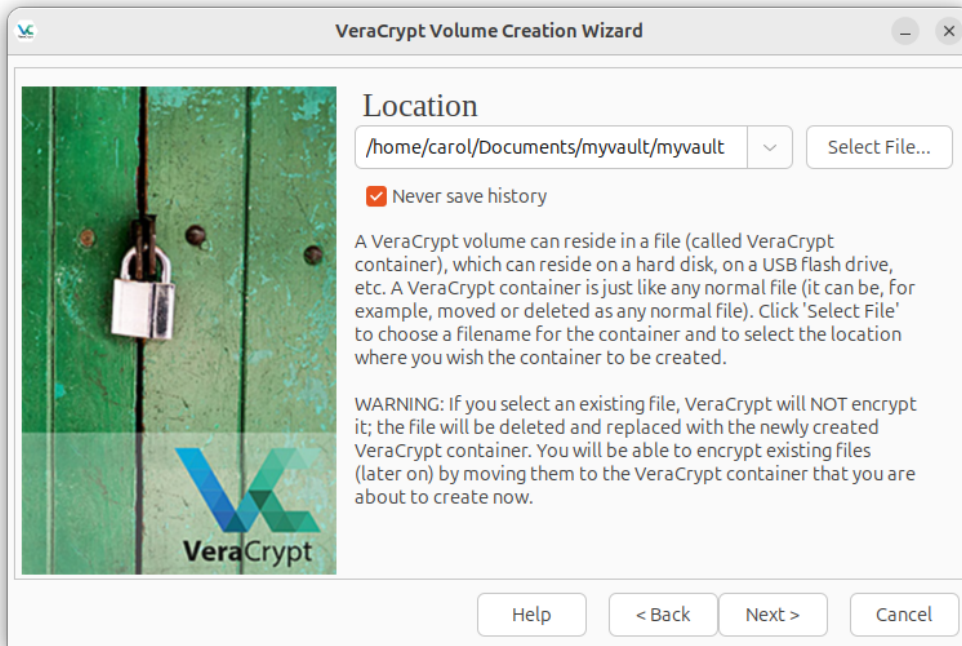 VeraCrypt Volume Creation Wizard
Location
/home/carol/Documents/myvault/myvault
Select File...
Never save history
A VeraCrypt volume can reside in a file (called VeraCrypt
container), which can reside on a hard disk, on a USB flash drive,
etc. A VeraCrypt container is just like any normal file (it can be, for
example, moved or deleted as any normal file). Click 'Select File'
to choose a filename for the container and to select the location
where you wish the container to be created.
WARNING: If you select an existing file, VeraCrypt will NOT encrypt
it; the file will be deleted and replaced with the newly created
VeraCrypt container. You will be able to encrypt existing files
(later on) by moving them to the VeraCrypt container that you are
about to create now.
VeraCrypt
Help
< Back
Next >
Cancel